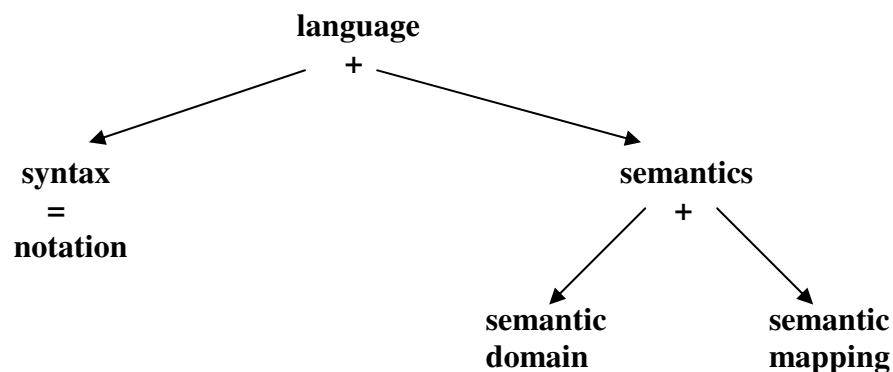 language
+
syntax
=
notation
semantics
+
semantic
domain
semantic
mapping